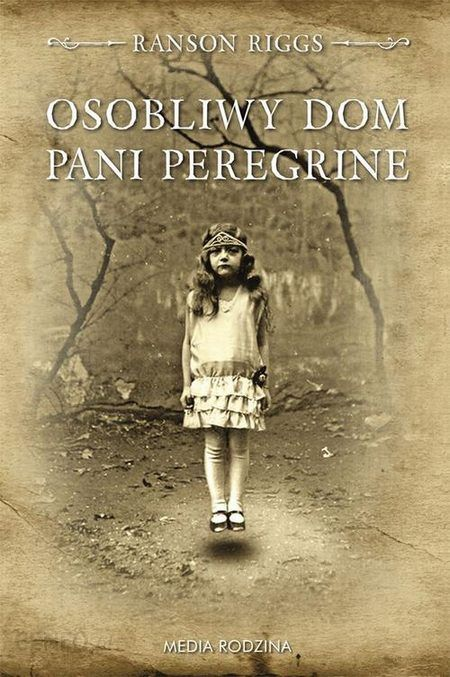 RANSON RIGGS
OSOBLIWY DOM
PANI PEREGRINE
MEDIA RODZINA